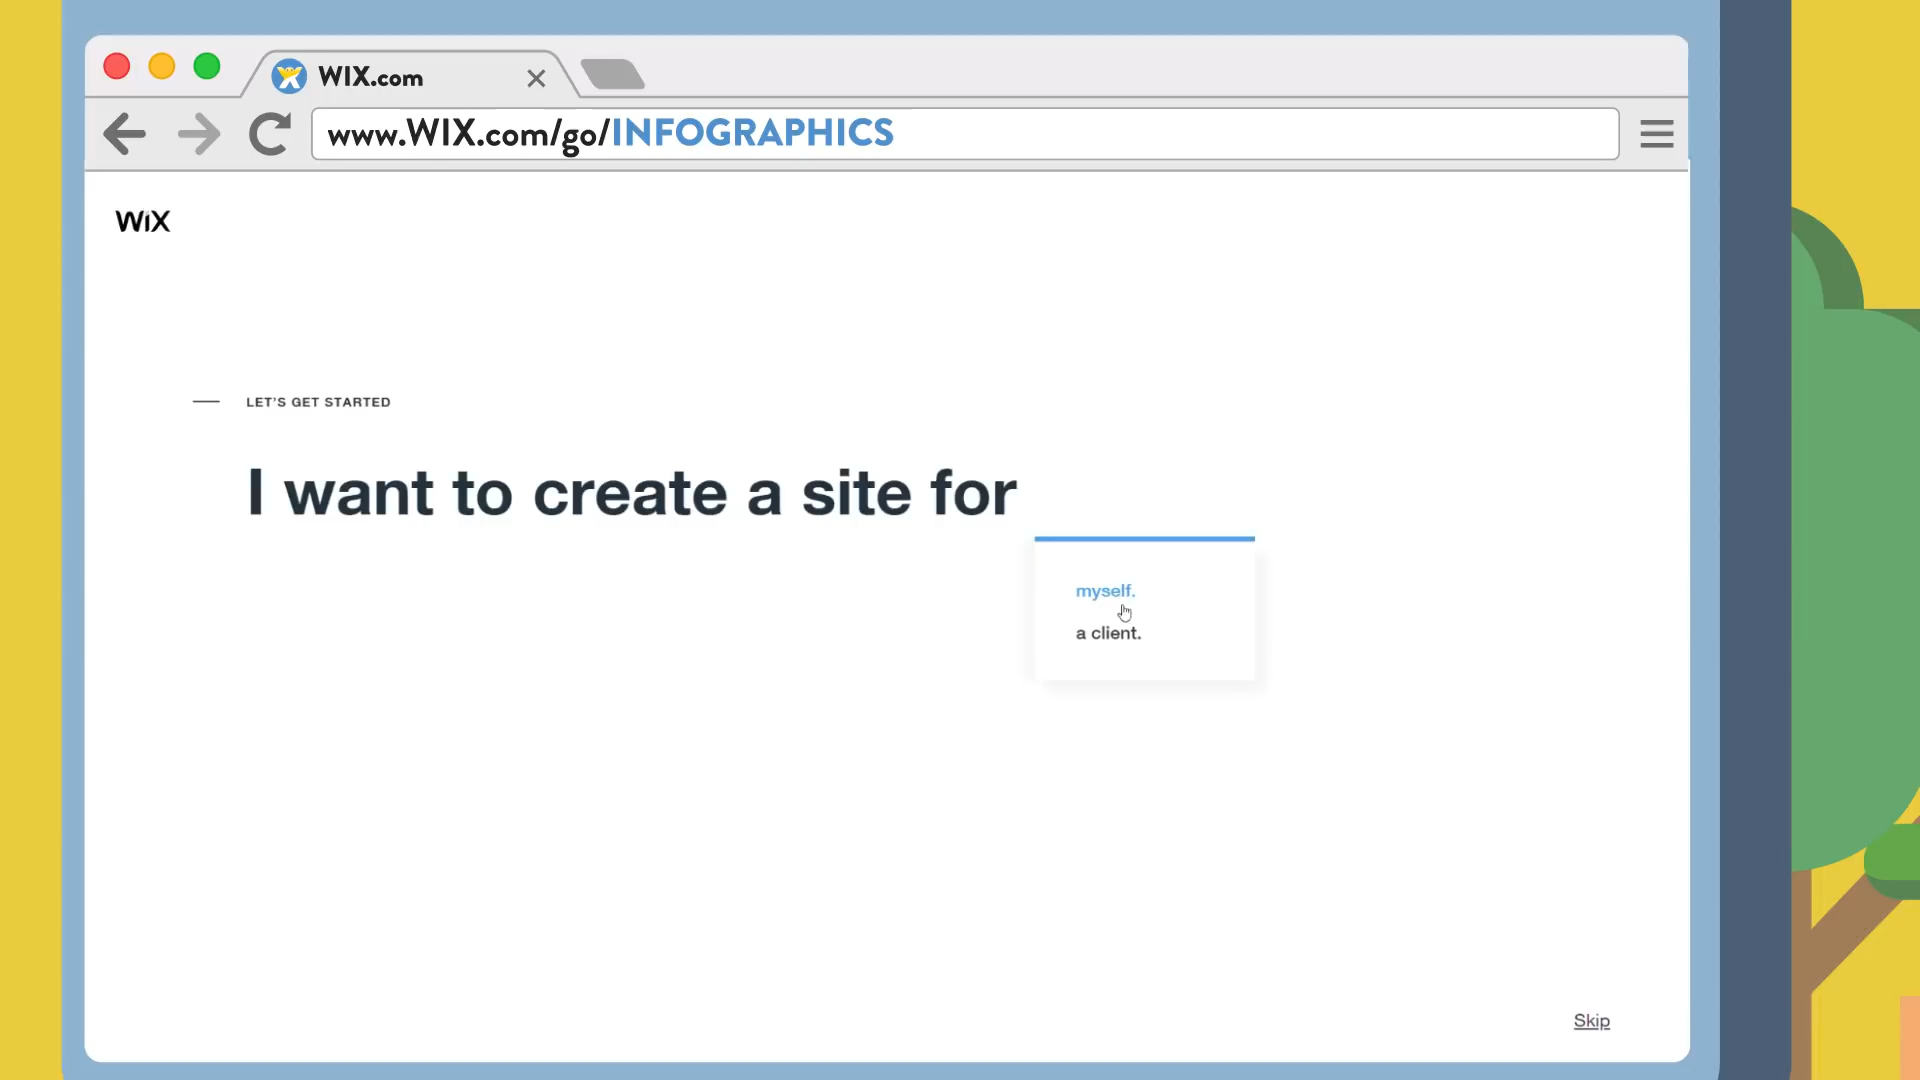 WIX.com
www.WIX.com/go/INFOGRAPHICS
WiX
LET'S GET STARTED
I want to create a site for
myself.
a client.
Skip